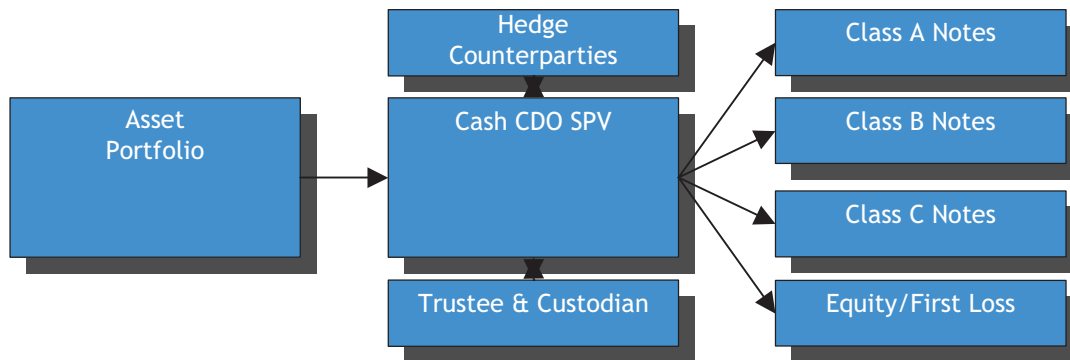 Hedge
Counterparties
Class A Notes
Asset
Portfolio
Cash CDO SPV
Class B Notes
Class C Notes
Trustee & Custodian
Equity/First Loss